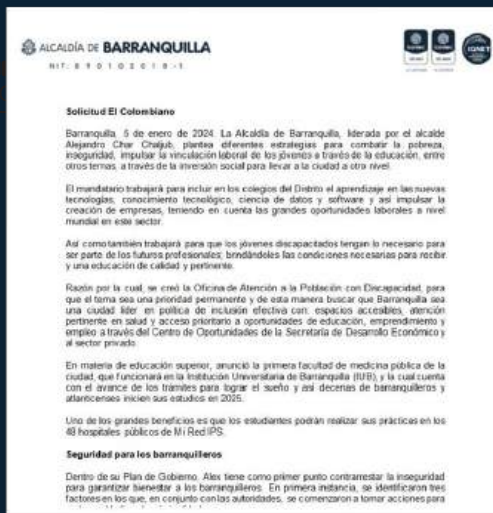 ALCALDÍA DE BARRANQUILLA
NIT: 890102018-1
IQNET
Solicitud El Colombiano
Barranquilla, 5 de enero de 2024. La Alcaldía de Barranquilla, liderada por el alcalde
Alejandro Char Chaljub, plantea diferentes estrategias para combatir la pobreza,
inseguridad, impulsar la vinculación laboral de los jóvenes a través de la educación, entre
otros temas, a través de la inversión social para llevar a la ciudad a otro nivel.
El mandatario trabajará para incluir en los colegios del Distrito el aprendizaje en las nuevas
tecnologías, conocimiento tecnológico, ciencia de datos y software y así impulsar la
creación de empresas, teniendo en cuenta las grandes oportunidades laborales a nivel
mundial en este sector.
Así como también trabajará para que los jóvenes discapacitados tengan lo necesario para
ser parte de los futuros profesionales; brindándoles las condiciones necesarias para recibir
y una educación de calidad y pertinente.
Razón por la cual, se creó la Oficina de Atención a la Población con Discapacidad, para
que el tema sea una prioridad permanente y de esta manera buscar que Barranquilla sea
una ciudad líder en política de inclusión efectiva con: espacios accesibles, atención
pertinente en salud y acceso prioritario a oportunidades de educación, emprendimiento y
empleo a través del Centro de Oportunidades de la Secretaría de Desarrollo Económico y
al sector privado.
En materia de educación superior, anunció la primera facultad de medicina pública de la
ciudad, que funcionará en la Institución Universitaria de Barranquilla (IUB), y la cual cuenta
con el avance de los trámites para lograr el sueño y así decenas de barranquilleros y
atlanticenses inicien sus estudios en 2025.
Uno de los grandes beneficios es que los estudiantes podrán realizar sus prácticas en los
48 hospitales públicos de Mi Red IPS.
Seguridad para los barranquilleros
Dentro de su Plan de Gobierno, Alex tiene como primer punto contrarrestar la inseguridad
para garantizar bienestar a los barranquilleros. En primera instancia, se identificaron tres
factores en los que, en conjunto con las autoridades, se comenzaron a tomar acciones para